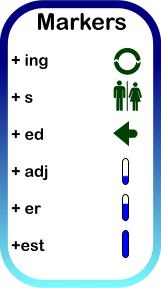 Markers
+ ing
+ s
+ ed
+ adj
+ er
+est